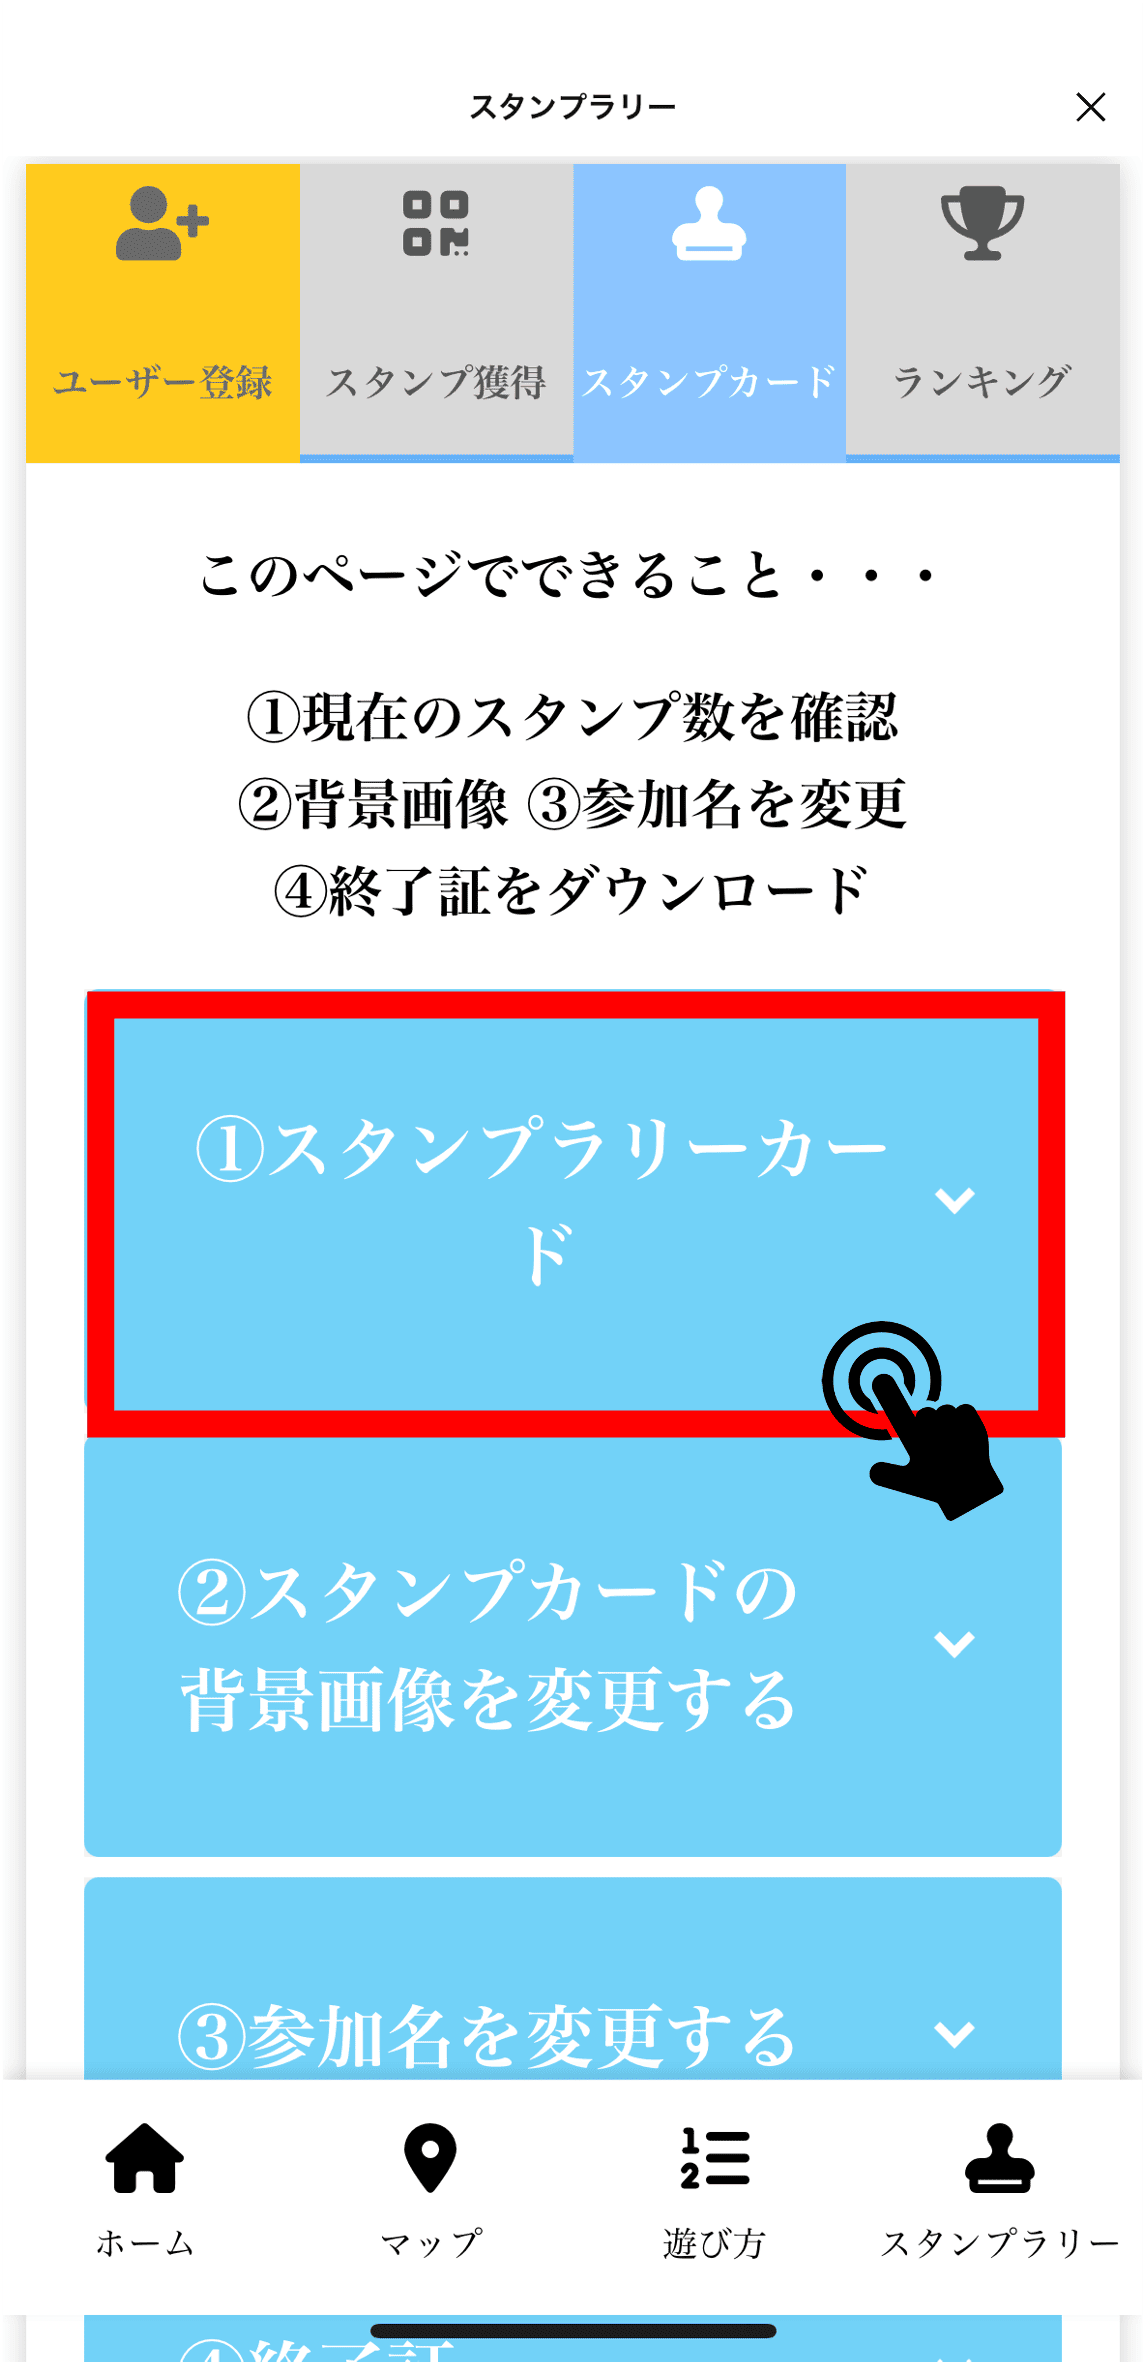 スタンプラリー
ユーザー登録
スタンプ獲得
スタンプカード
ランキング
このページでできること・・・
①現在のスタンプ数を確認
②背景画像 ③参加名を変更
④終了証をダウンロード
①スタンプラリーカー
ド
②スタンプカードの
背景画像を変更する
③参加名を変更する
ホーム
マップ
遊び方
スタンプラリー
④終了証